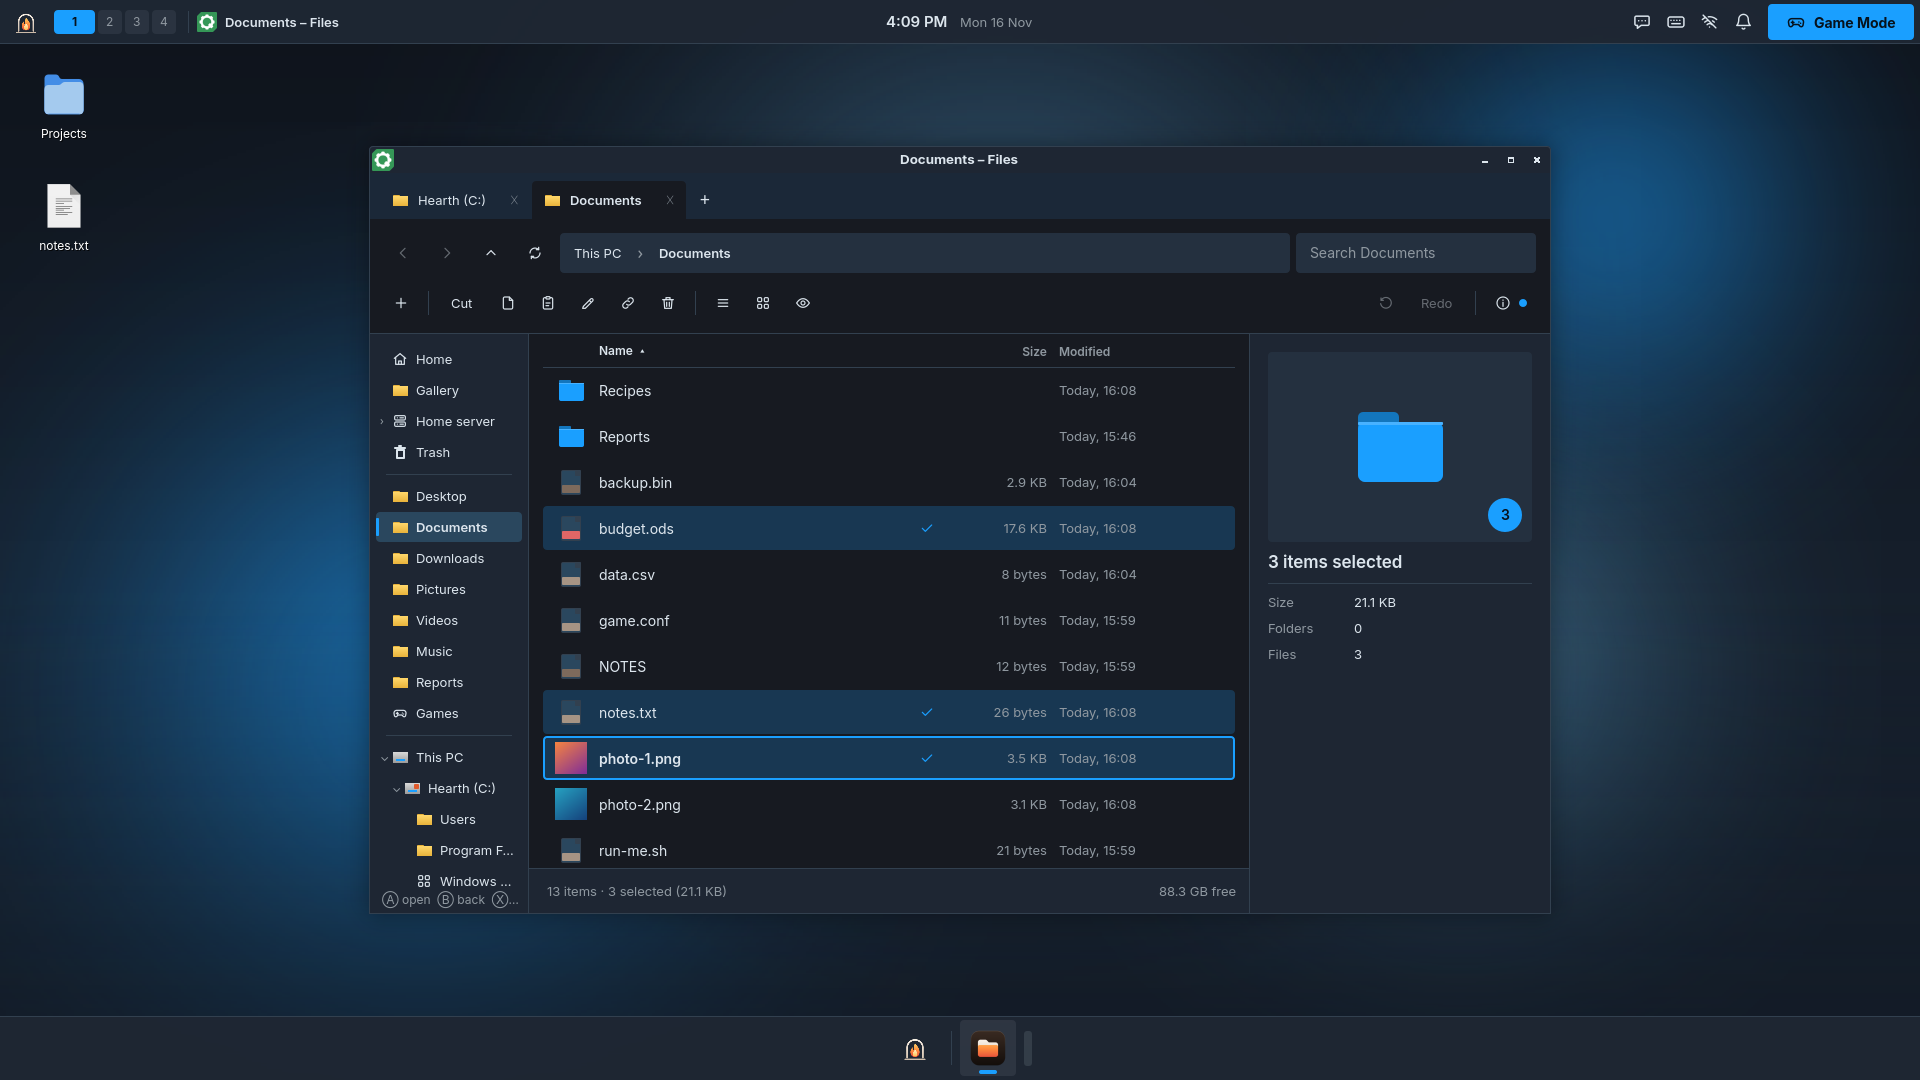 1 2 3 4 Documents – Files 4:09 PM Mon 16 Nov Game Mode
Projects
notes.txt
Documents – Files
Hearth (C:) X Documents X +
This PC › Documents Search Documents
Cut Redo
Home
Gallery
Home server
Trash
Desktop
Documents
Downloads
Pictures
Videos
Music
Reports
Games
This PC
Hearth (C:)
Users
Program F...
Windows ...
A open B back X...
Name Size Modified
Recipes Today, 16:08
Reports Today, 15:46
backup.bin 2.9 KB Today, 16:04
budget.ods 17.6 KB Today, 16:08
data.csv 8 bytes Today, 16:04
game.conf 11 bytes Today, 15:59
NOTES 12 bytes Today, 15:59
notes.txt 26 bytes Today, 16:08
photo-1.png 3.5 KB Today, 16:08
photo-2.png 3.1 KB Today, 16:08
run-me.sh 21 bytes Today, 15:59
13 items · 3 selected (21.1 KB) 88.3 GB free
3
3 items selected
Size 21.1 KB
Folders 0
Files 3